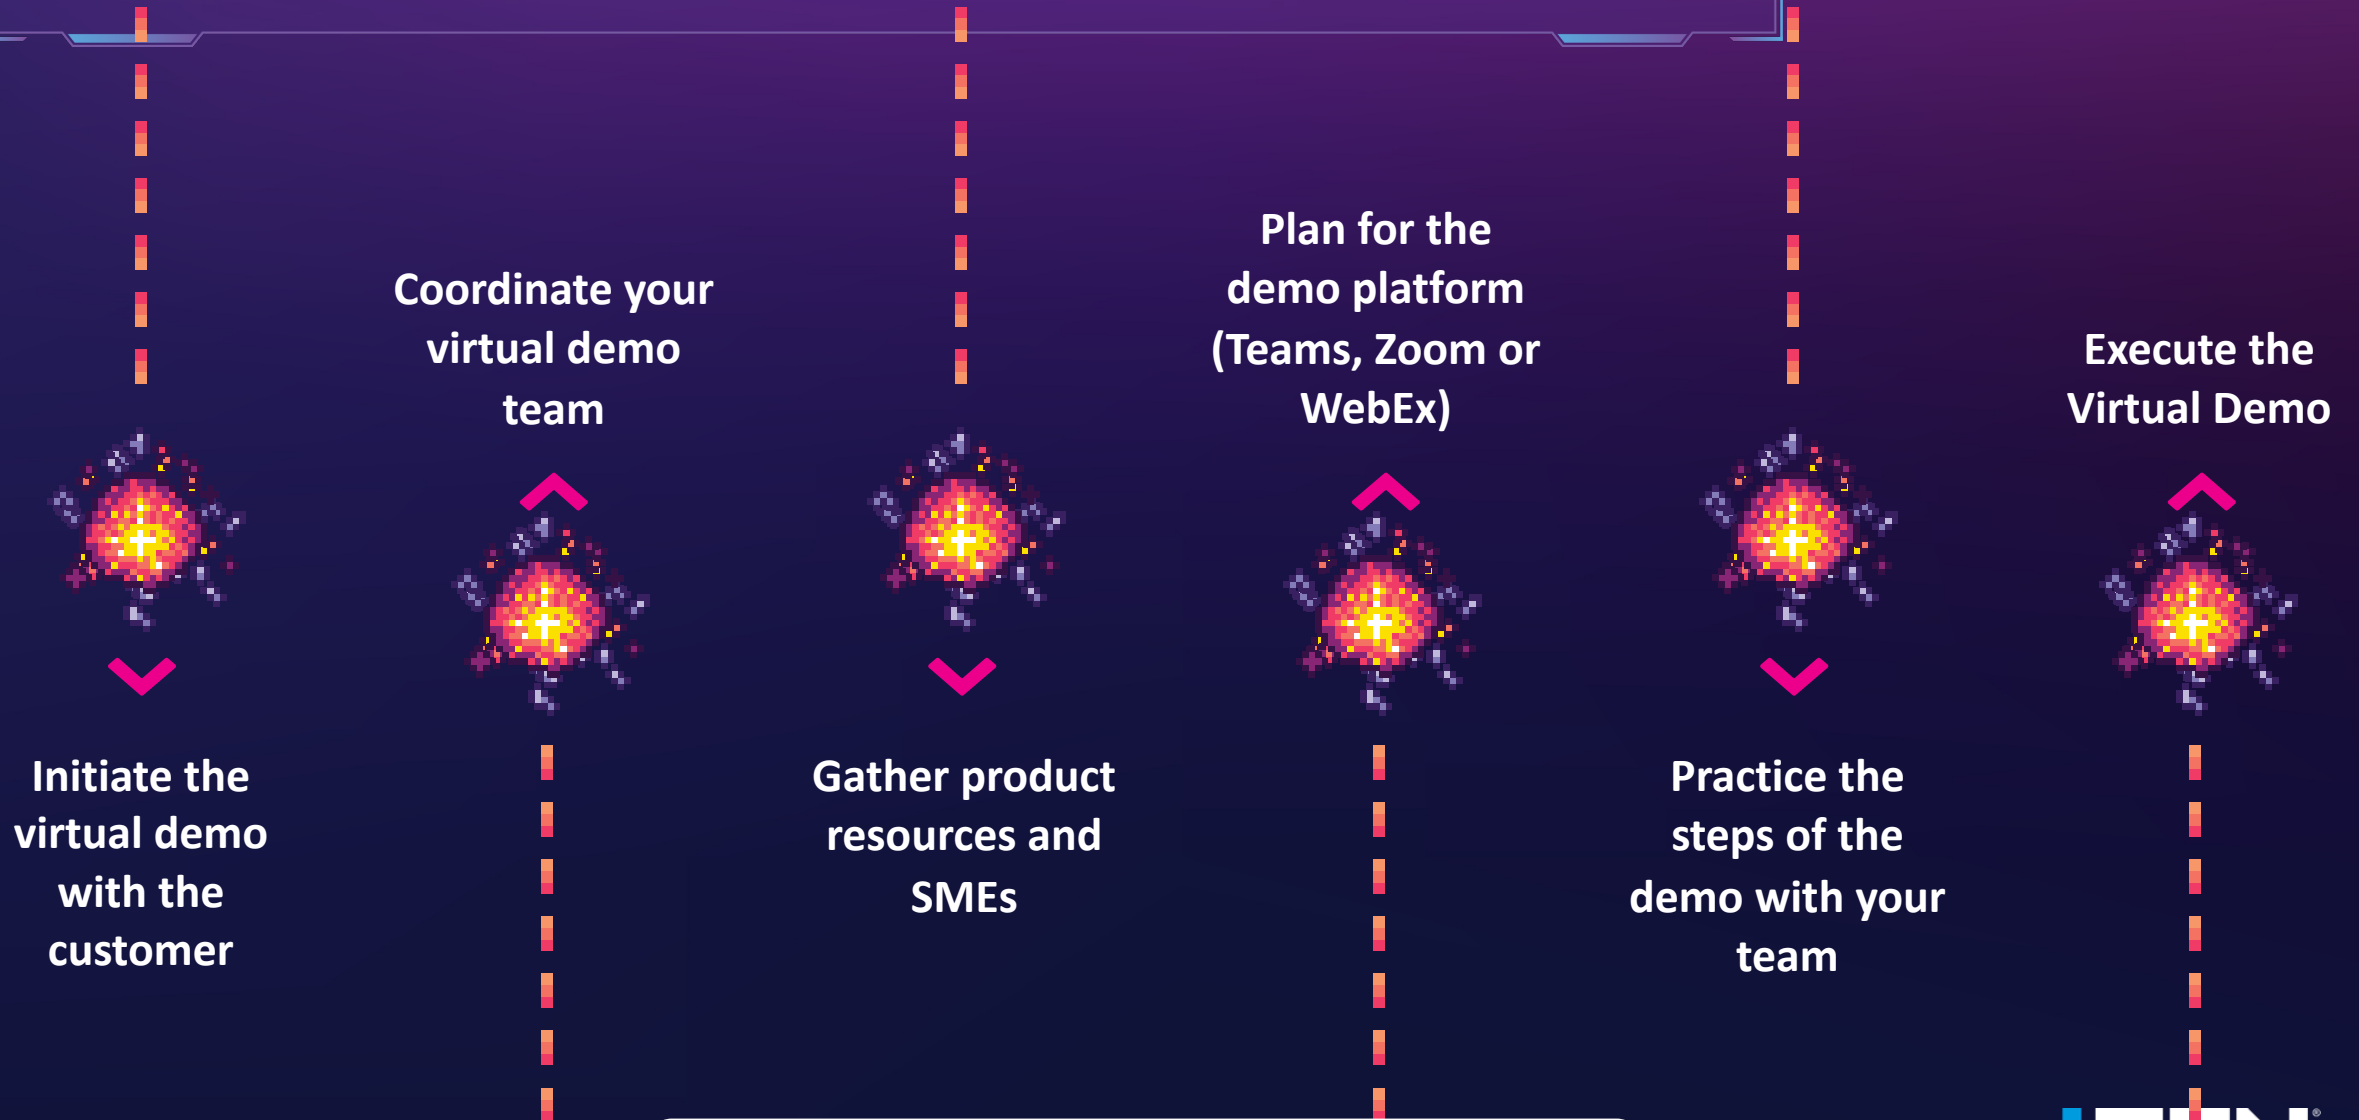 Initiate the
virtual demo
with the
customer
Coordinate your
virtual demo
team
Gather product
resources and
SMEs
Plan for the
demo platform
(Teams, Zoom or
WebEx)
Practice the
steps of the
demo with your
team
Execute the
Virtual Demo